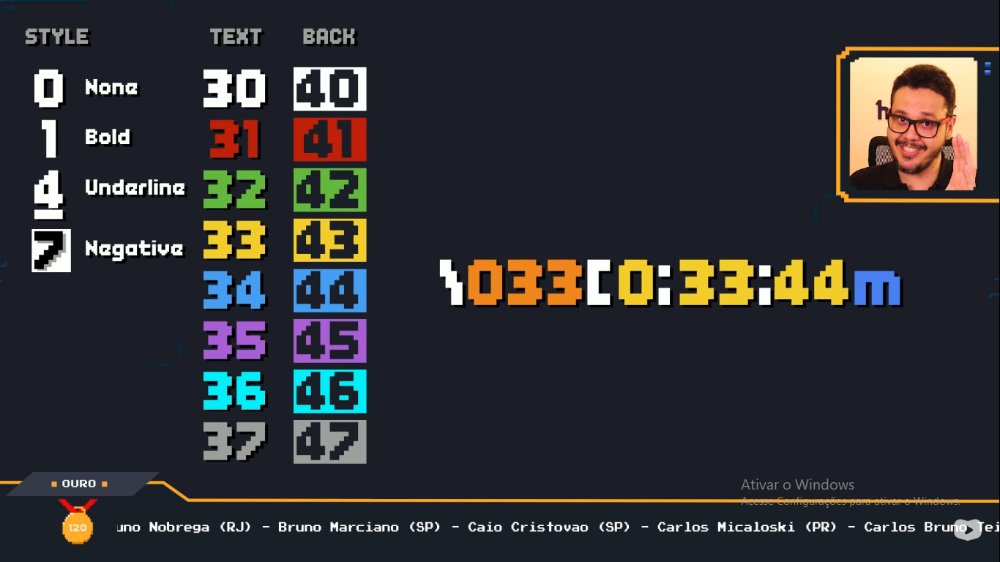 STYLE TEXT BACK
0 None 30 40
1 Bold 31 41
4 Underline 32 42
7 Negative 33 43
34 44
35 45
36 46
37 47
\033[0:33:44m
OURO
120
uno Nobrega (RJ) - Bruno Marciano (SP) - Caio Cristovao (SP) - Carlos Micaloski (PR) - Carlos Bruno Tei
Ativar o Windows
Acesse Configurações para ativar o Windows.